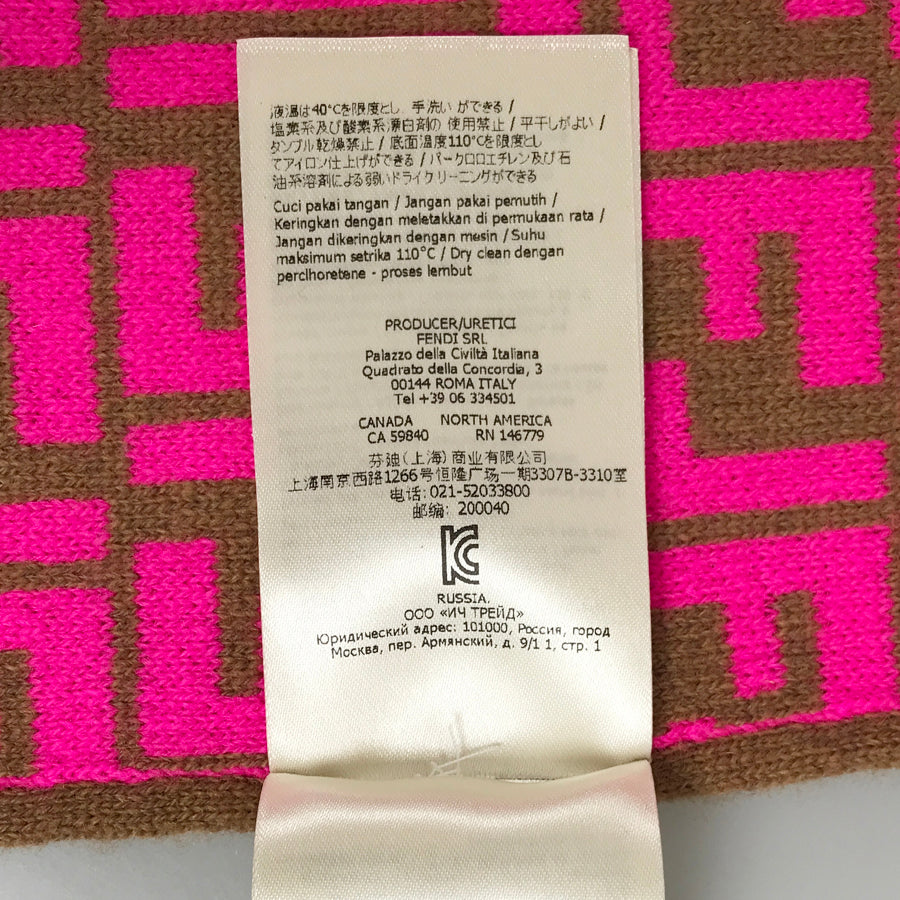 液温は40°Cを限度とし 手洗い ができる /
塩素系及び酸素系漂白剤の 使用禁止 / 平干しがよい /
タンブル乾燥禁止 / 底面温度110℃を限度とし
てアイロン仕上げができる / パークロロエチレン及び石
油系溶剤による弱いドライクリーニングができる
Cuci pakai tangan / Jangan pakai pemutih /
Keringkan dengan meletakkan di permukaan rata /
Jangan dikeringkan dengan mesin / Suhu
maksimum setrika 110°C / Dry clean dengan
perclhoretene - proses lembut
PRODUCER/URETICI
FENDI SRL
Palazzo della Civiltà Italiana
Quadrato della Concordia, 3
00144 ROMA ITALY
Tel +39 06 334501
CANADA NORTH AMERICA
CA 59840 RN 146779
芬迪(上海)商业有限公司
上海南京西路1266号恒隆广场一期3307B-3310室
电话: 021-52033800
邮编: 200040
KC
RUSSIA.
ООО «ИЧ ТРЕЙД»
Юридический адрес: 101000, Россия, город
Москва, пер. Армянский, д. 9/1 1, стр. 1